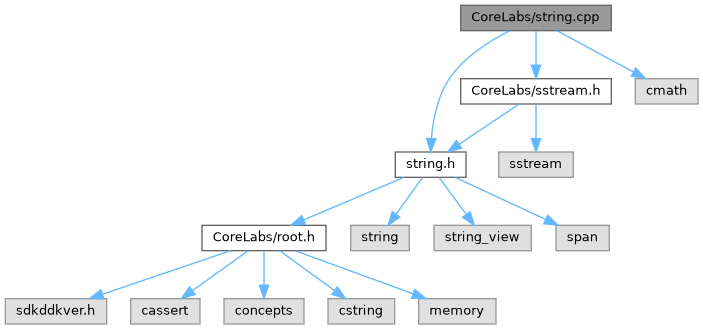 CoreLabs/string.cpp
CoreLabs/sstream.h
cmath
string.h
sstream
CoreLabs/root.h
string
string_view
span
sdkddkver.h
cassert
concepts
cstring
memory